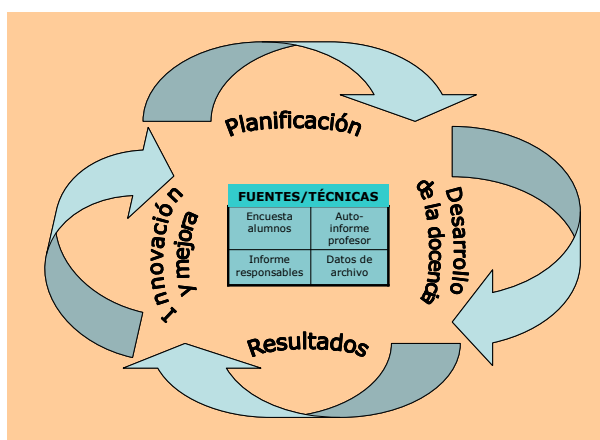 Planificación
Desarrollo
de la docencia
Resultados
Innovación
y mejora
FUENTES/TÉCNICAS
Encuesta
alumnos
Auto-
informe
profesor
Informe
responsables
Datos de
archivo